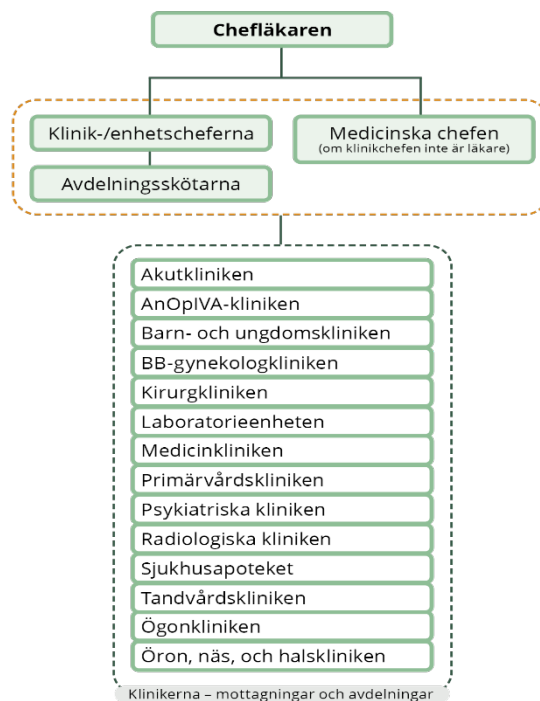 Chefläkaren
Klinik-/enhetscheferna
Medicinska chefen
(om klinikchefen inte är läkare)
Avdelningsskötarna
Akutkliniken
AnOpIVA-kliniken
Barn- och ungdomskliniken
BB-gynekologkliniken
Kirurgkliniken
Laboratorieenheten
Medicinkliniken
Primärvårdskliniken
Psykiatriska kliniken
Radiologiska kliniken
Sjukhusapoteket
Tandvårdskliniken
Ögonkliniken
Öron, näs, och halskliniken
Klinikerna – mottagningar och avdelningar